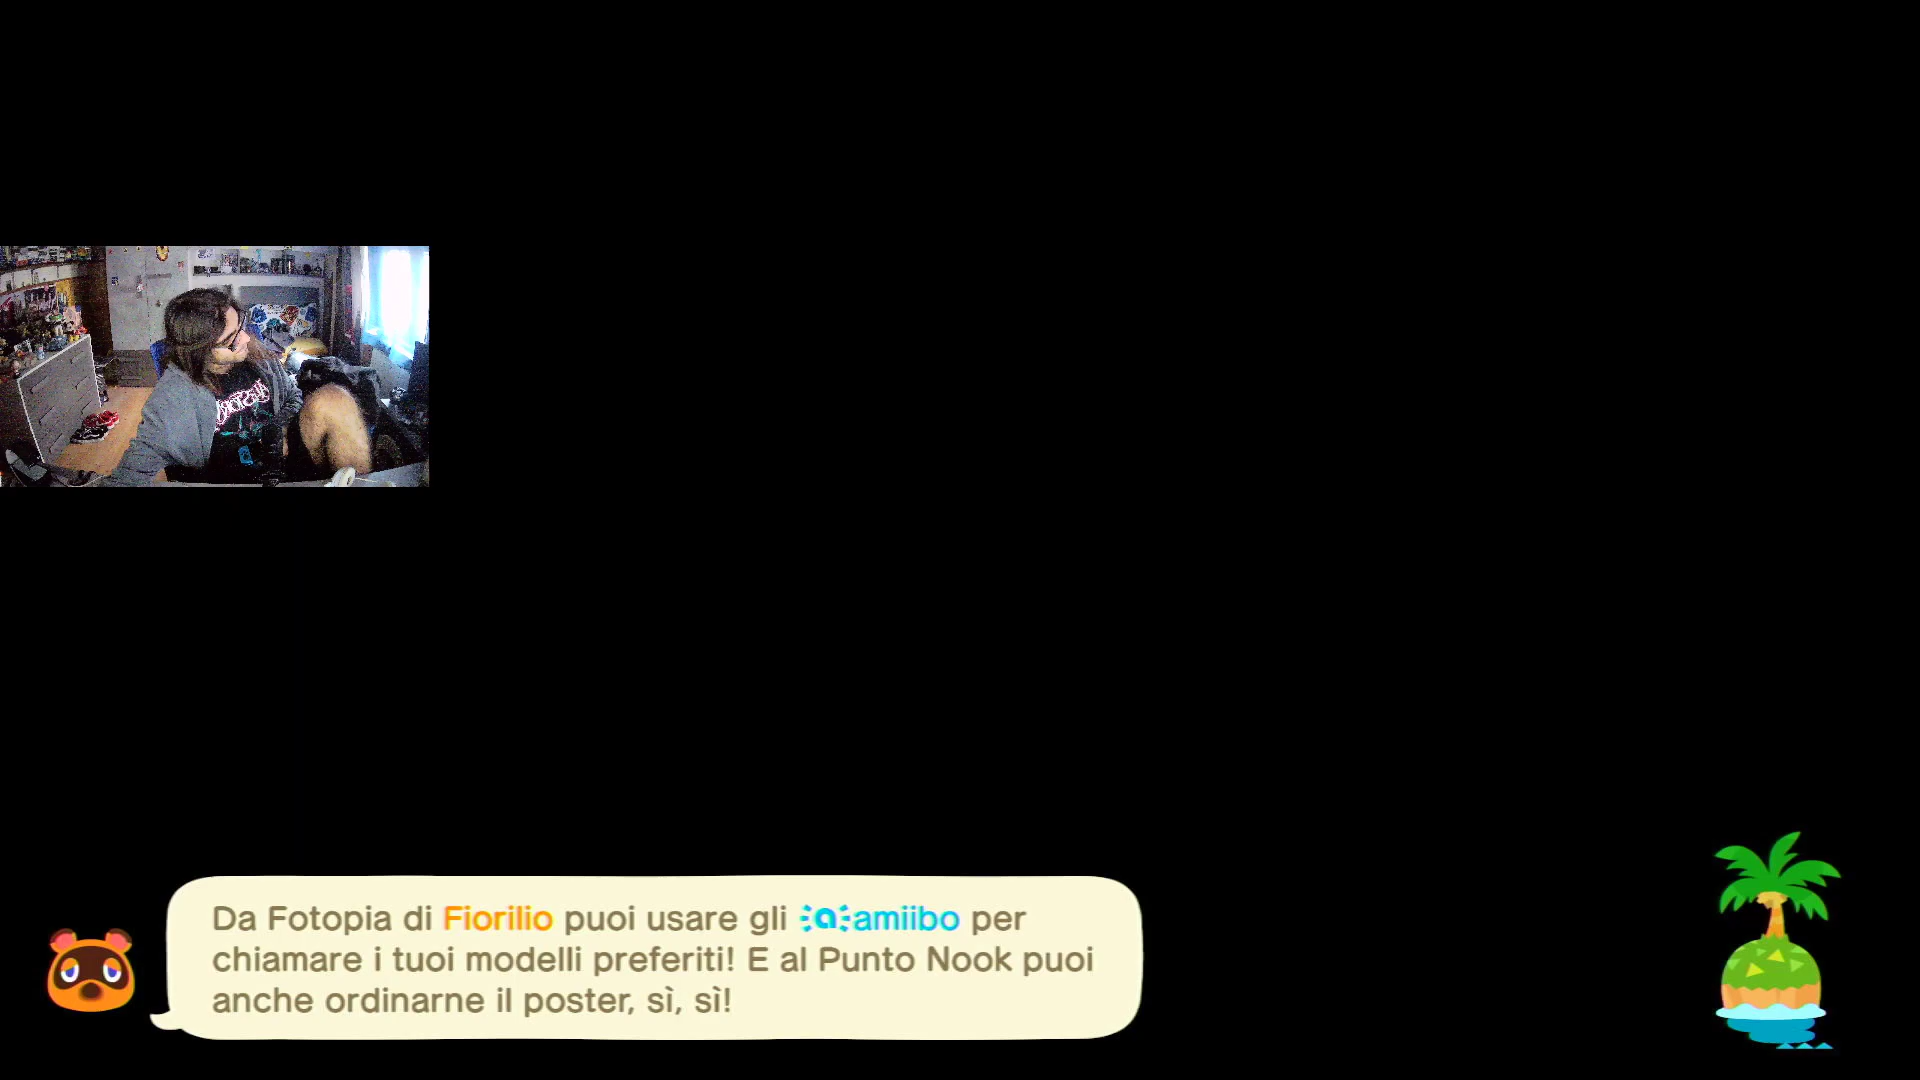 Da Fotopia di Fiorilio puoi usare gli amiibo per
chiamare i tuoi modelli preferiti! E al Punto Nook puoi
anche ordinarne il poster, sì, sì!